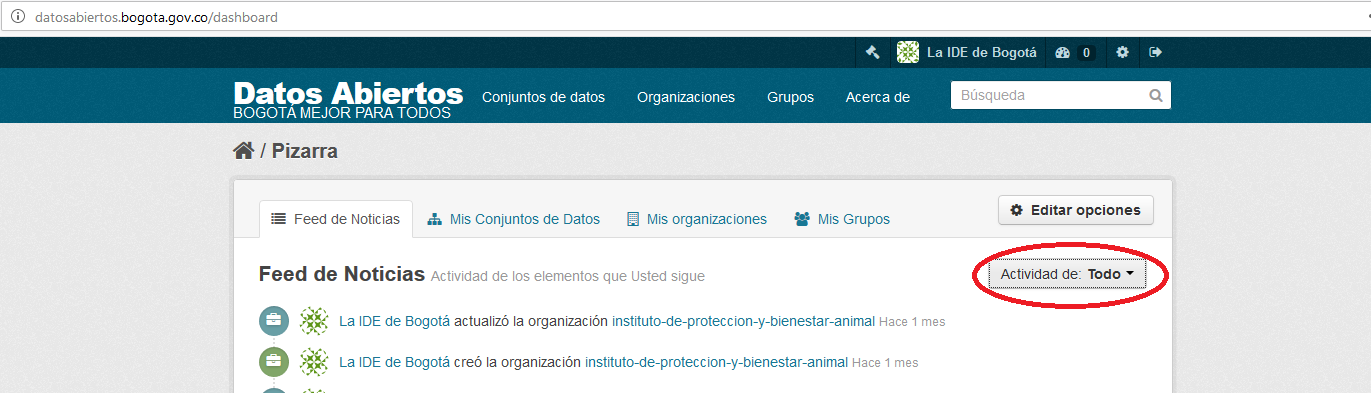 datosabiertos.bogota.gov.co/dashboard
La IDE de Bogotá 0
Datos Abiertos
BOGOTÁ MEJOR PARA TODOS
Conjuntos de datos Organizaciones Grupos Acerca de Búsqueda
/ Pizarra
Feed de Noticias Mis Conjuntos de Datos Mis organizaciones Mis Grupos Editar opciones
Feed de Noticias Actividad de los elementos que Usted sigue Actividad de: Todo
La IDE de Bogotá actualizó la organización instituto-de-proteccion-y-bienestar-animal Hace 1 mes
La IDE de Bogotá creó la organización instituto-de-proteccion-y-bienestar-animal Hace 1 mes